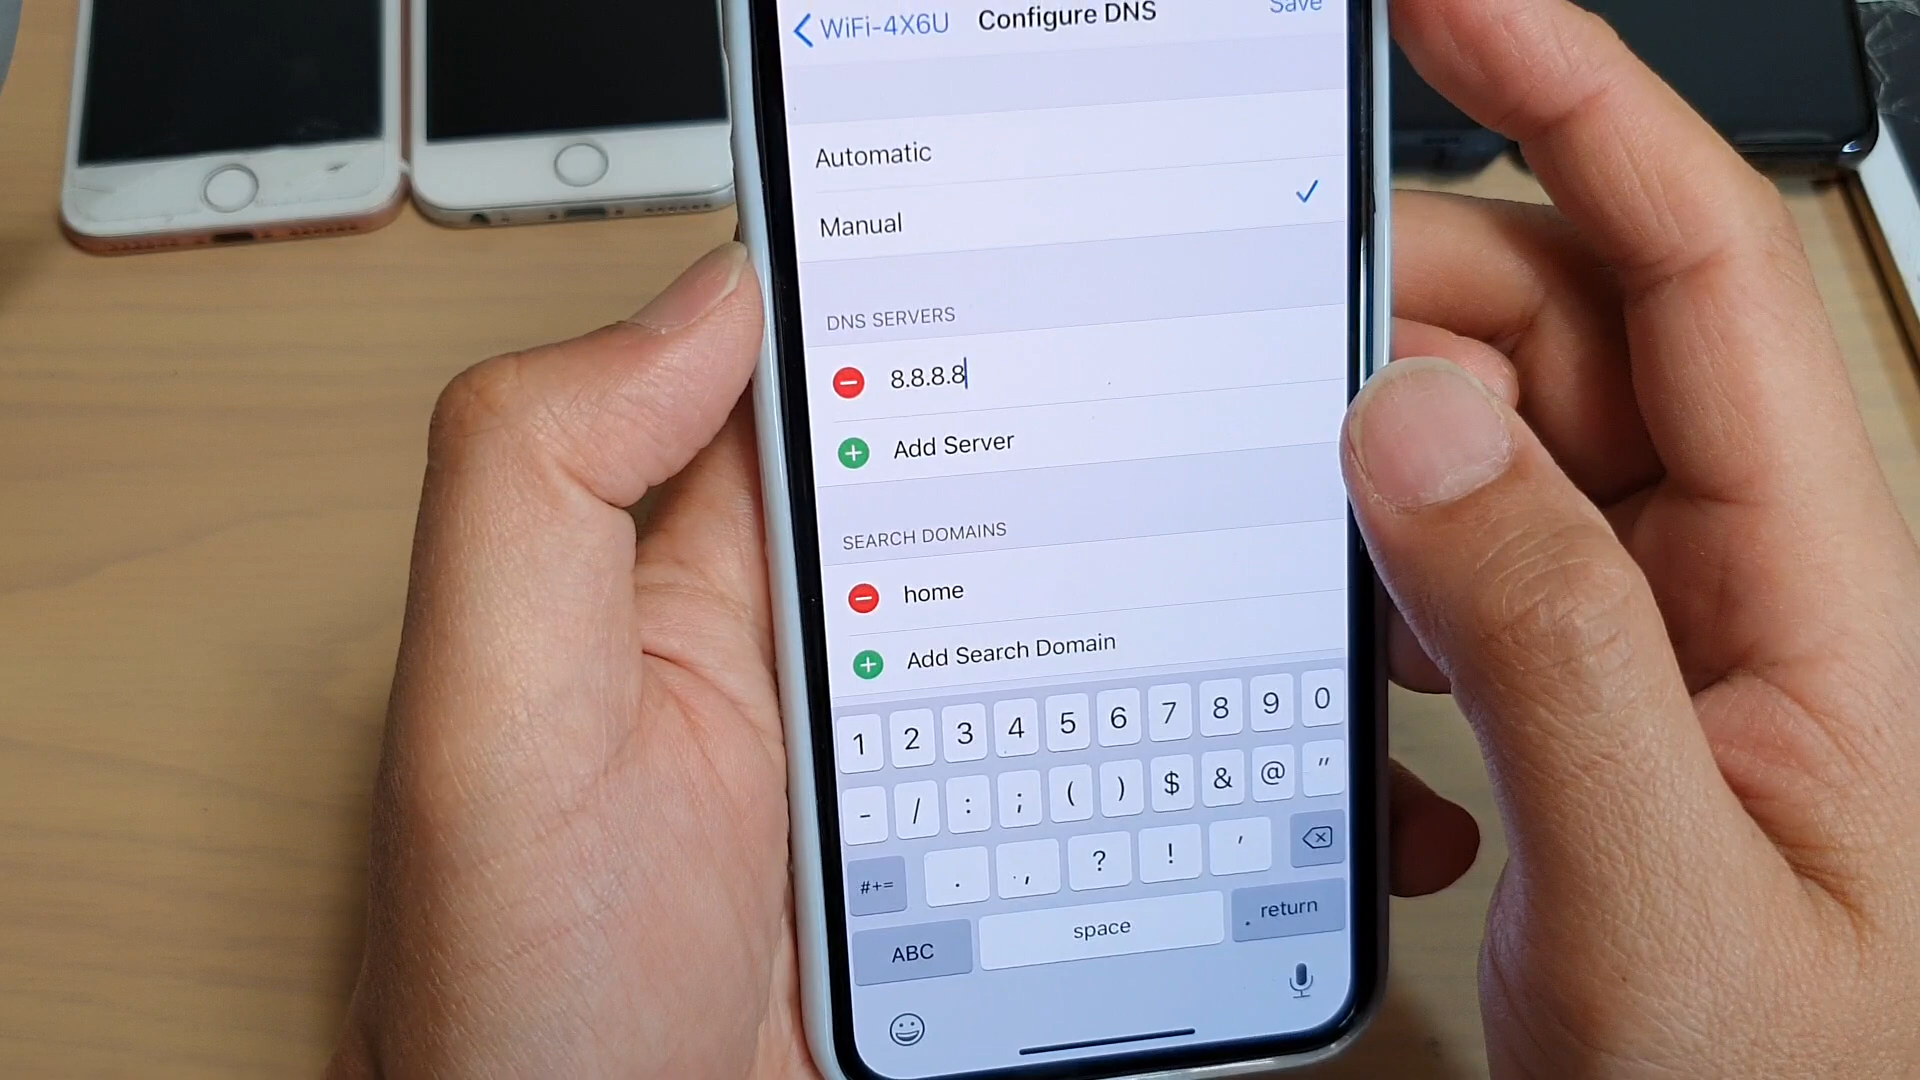 WiFi-4X6U Configure DNS Save
Automatic
Manual
DNS SERVERS
8.8.8.8
Add Server
SEARCH DOMAINS
home
Add Search Domain
1 2 3 4 5 6 7 8 9 0
- / : ; ( ) $ & @ "
#+= . , ? ! '
ABC space return